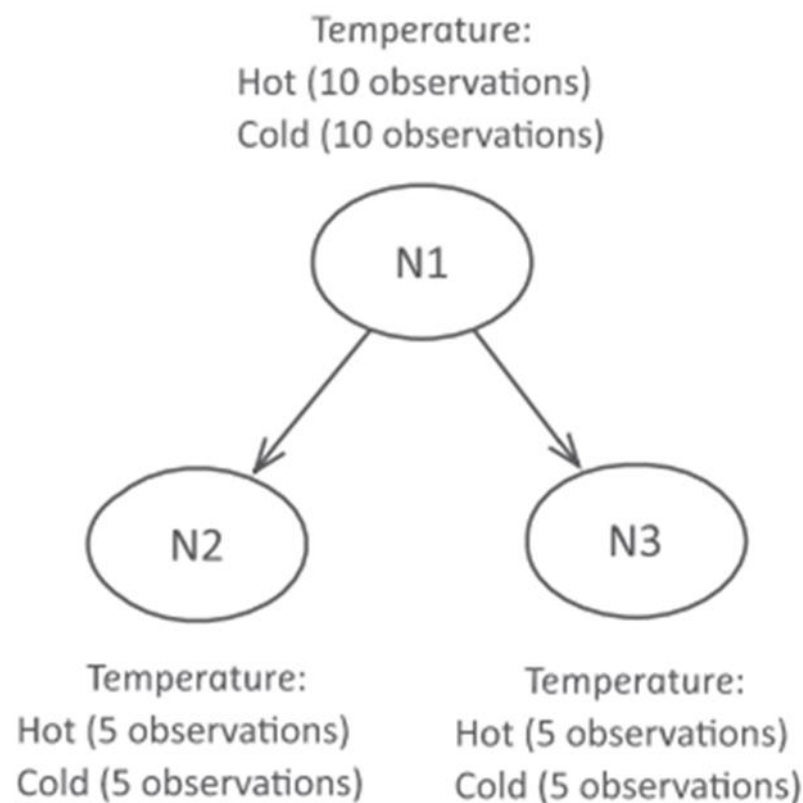 Temperature:
Hot (10 observations)
Cold (10 observations)
N1
N2
N3
Temperature:
Hot (5 observations)
Cold (5 observations)
Temperature:
Hot (5 observations)
Cold (5 observations)